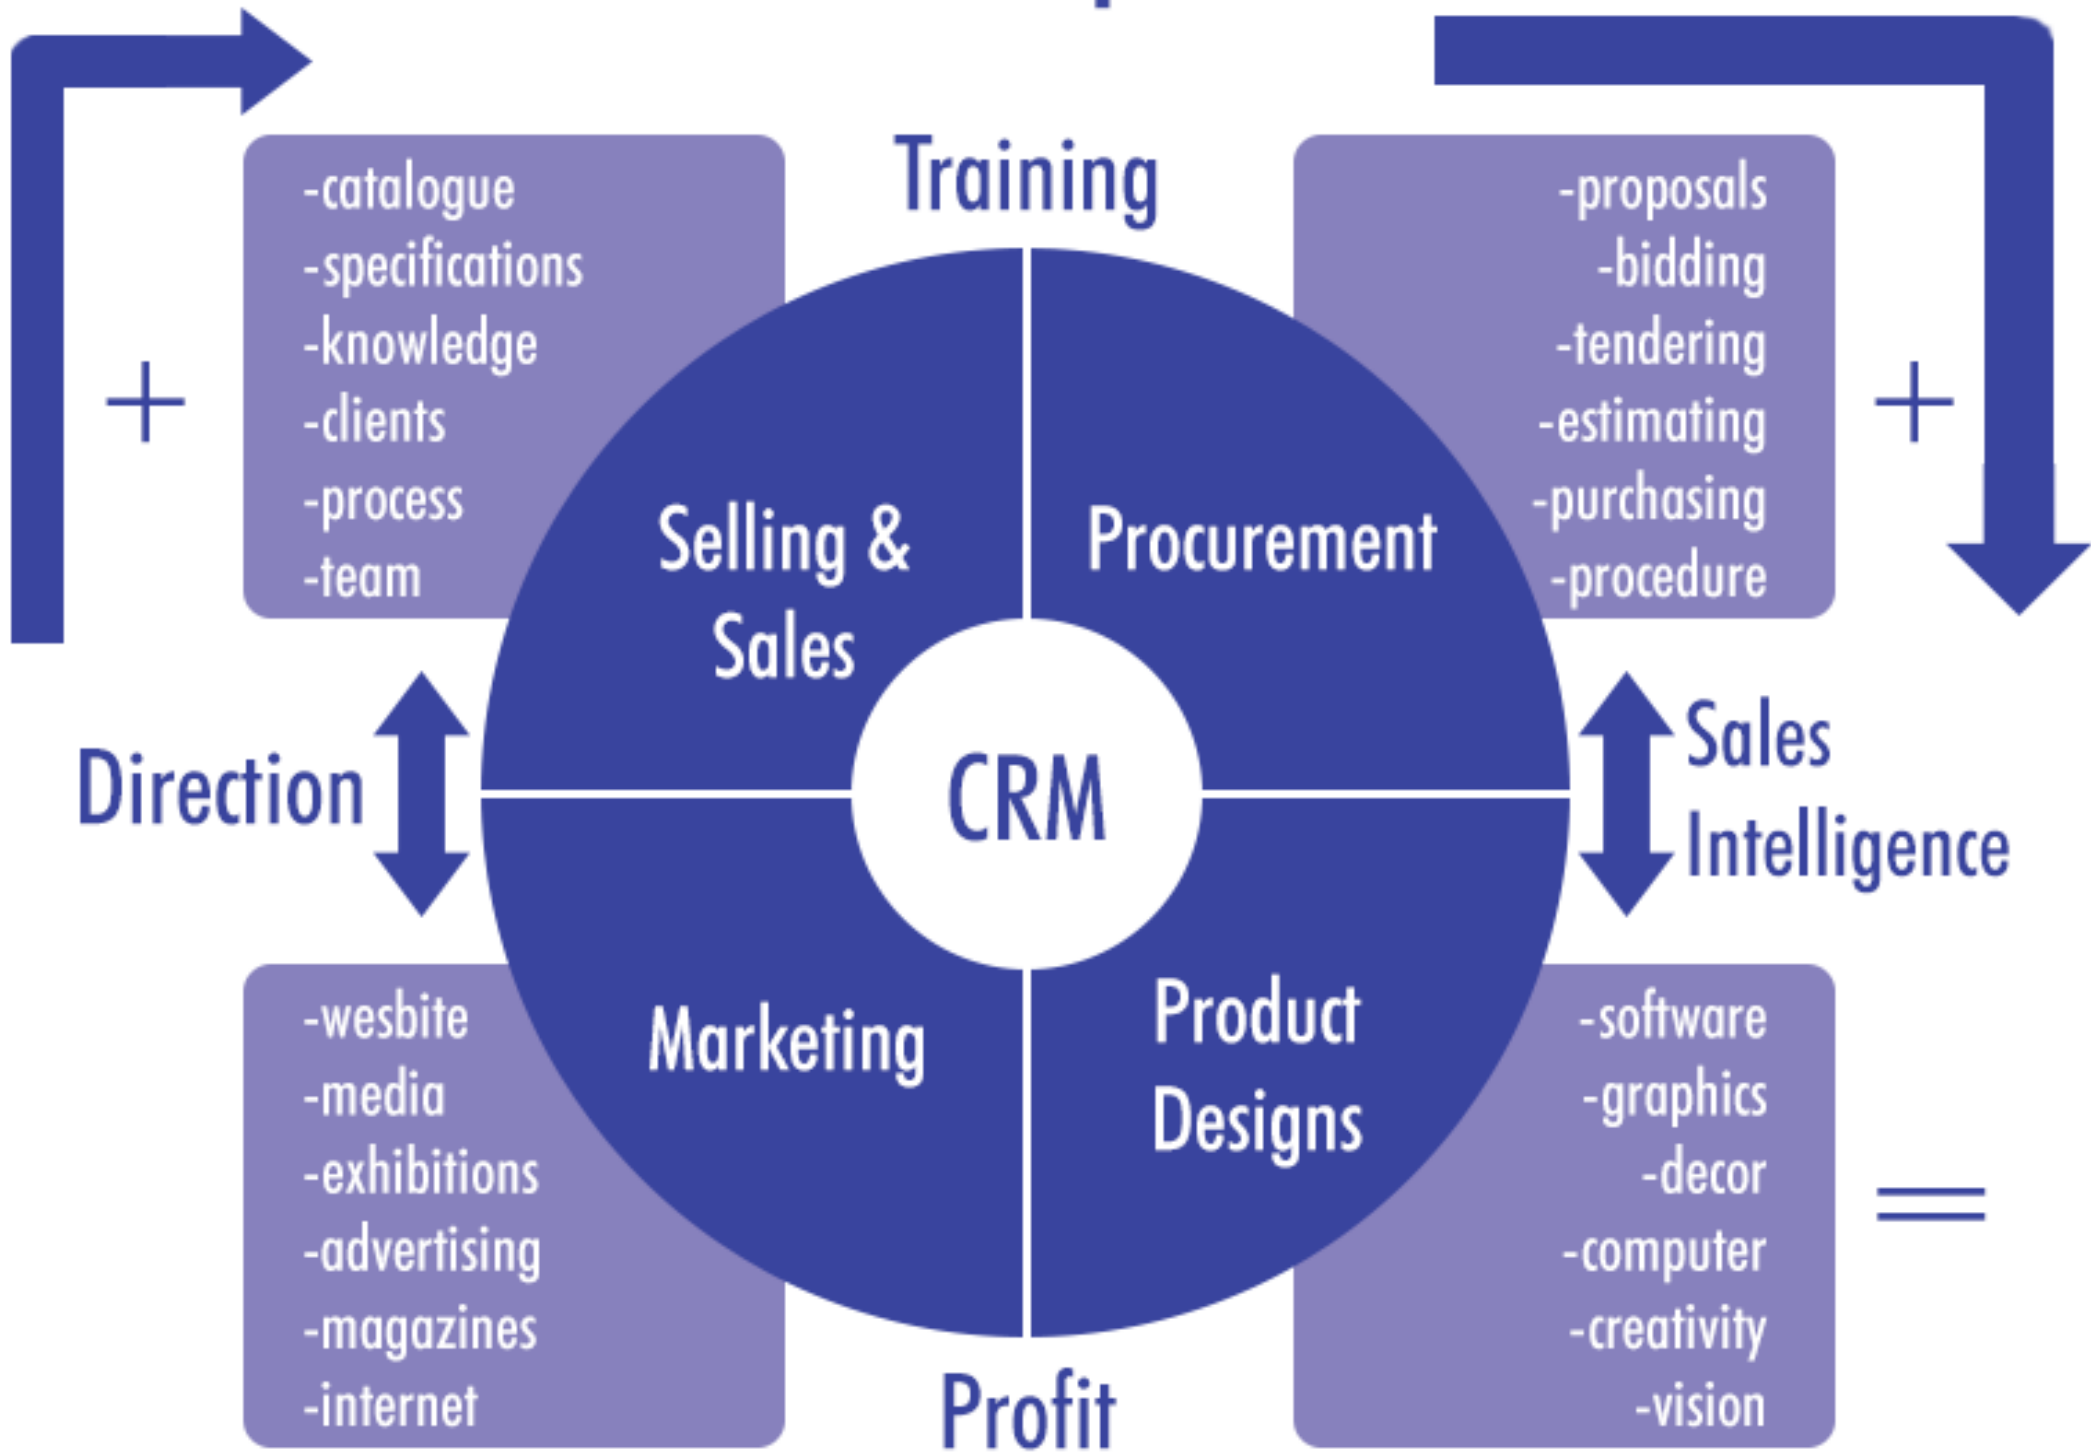 Training
-catalogue
-specifications
-knowledge
-clients
-process
-team
-proposals
-bidding
-tendering
-estimating
-purchasing
-procedure
+
+
Selling &
Sales
Procurement
Direction
CRM
Sales
Intelligence
Marketing
Product
Designs
-wesbite
-media
-exhibitions
-advertising
-magazines
-internet
-software
-graphics
-decor
-computer
-creativity
-vision
=
Profit